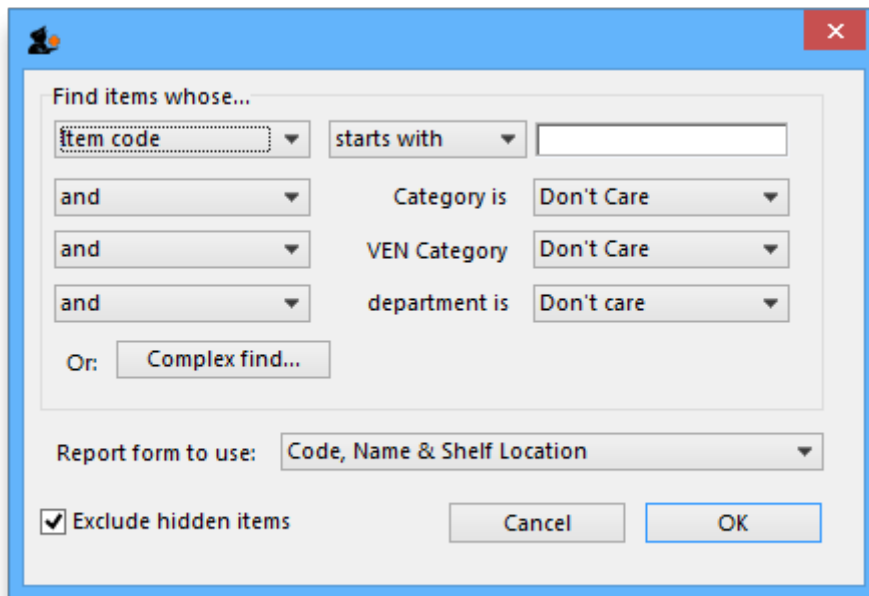 Find items whose...
Item code starts with
and Category is Don't Care
and VEN Category Don't Care
and department is Don't care
Or: Complex find...
Report form to use: Code, Name & Shelf Location
Exclude hidden items Cancel OK